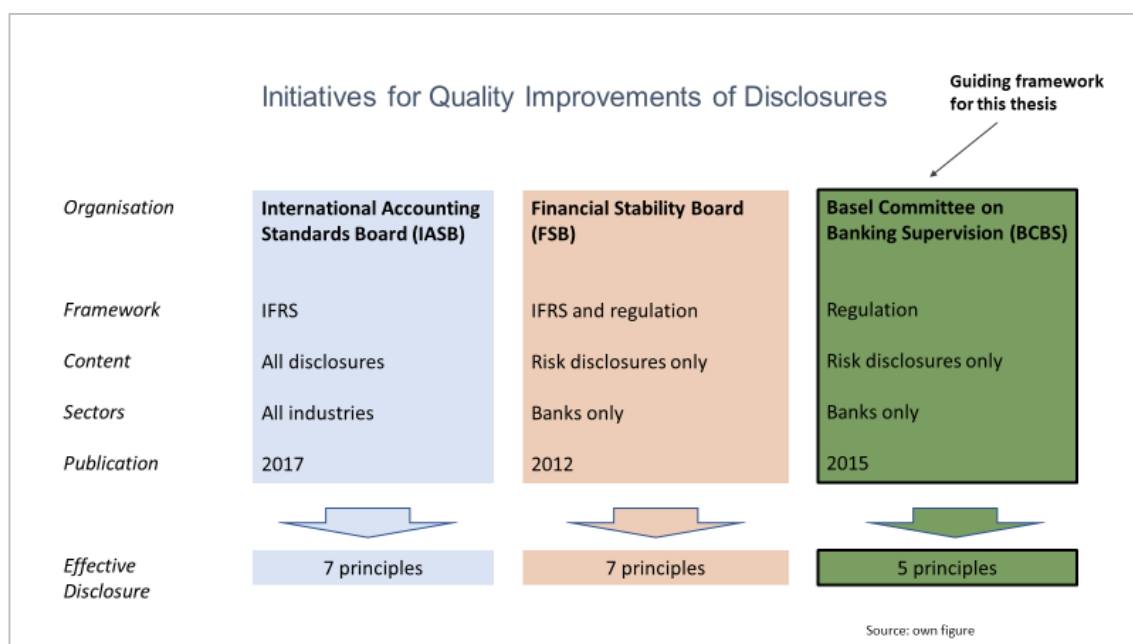 Initiatives for Quality Improvements of Disclosures
Guiding framework
for this thesis
Organisation
International Accounting
Standards Board (IASB)
Financial Stability Board
(FSB)
Basel Committee on
Banking Supervision (BCBS)
Framework
IFRS
IFRS and regulation
Regulation
Content
All disclosures
Risk disclosures only
Risk disclosures only
Sectors
All industries
Banks only
Banks only
Publication
2017
2012
2015
Effective
Disclosure
7 principles
7 principles
5 principles
Source: own figure